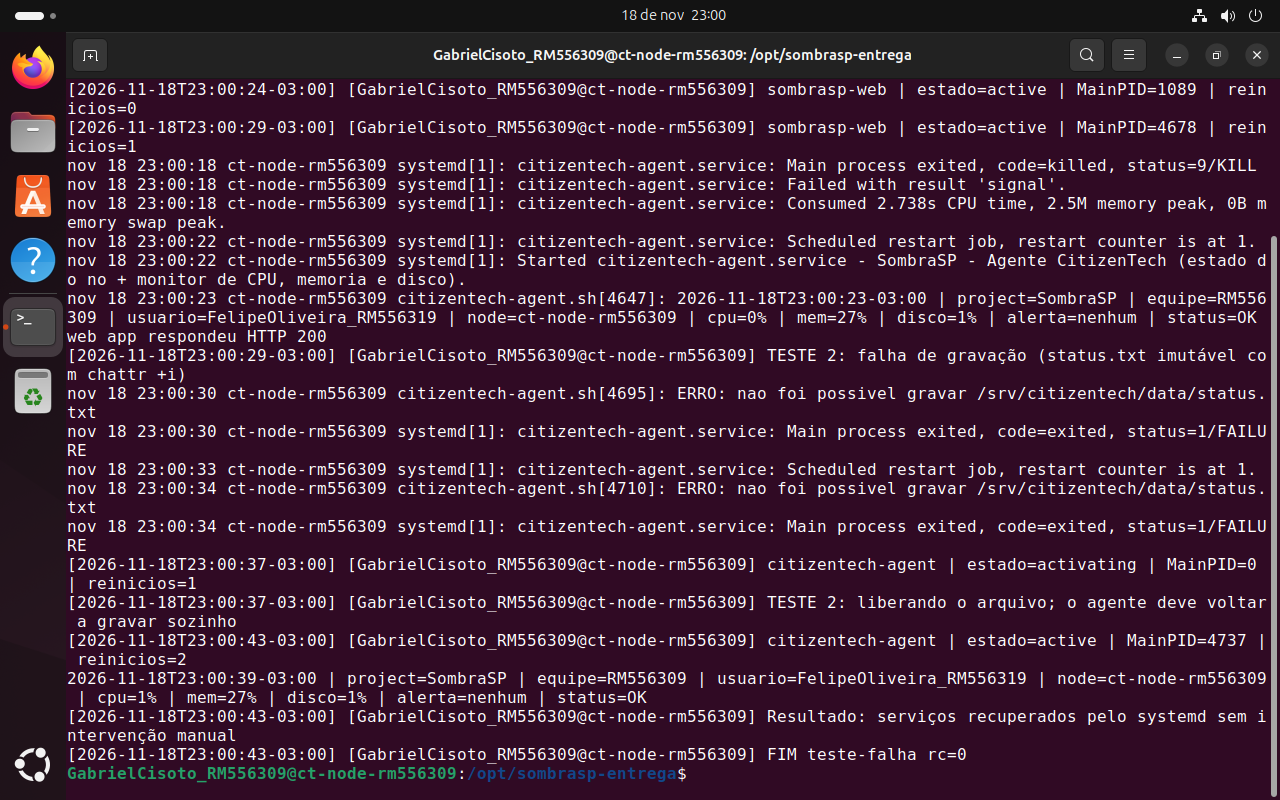 18 de nov 23:00
GabrielCisoto_RM556309@ct-node-rm556309: /opt/sombrasp-entrega
[2026-11-18T23:00:24-03:00] [GabrielCisoto_RM556309@ct-node-rm556309] sombrasp-web | estado=active | MainPID=1089 | rein
icios=0
[2026-11-18T23:00:29-03:00] [GabrielCisoto_RM556309@ct-node-rm556309] sombrasp-web | estado=active | MainPID=4678 | rein
icios=1
nov 18 23:00:18 ct-node-rm556309 systemd[1]: citizentech-agent.service: Main process exited, code=killed, status=9/KILL
nov 18 23:00:18 ct-node-rm556309 systemd[1]: citizentech-agent.service: Failed with result 'signal'.
nov 18 23:00:18 ct-node-rm556309 systemd[1]: citizentech-agent.service: Consumed 2.738s CPU time, 2.5M memory peak, 0B m
emory swap peak.
nov 18 23:00:22 ct-node-rm556309 systemd[1]: citizentech-agent.service: Scheduled restart job, restart counter is at 1.
nov 18 23:00:22 ct-node-rm556309 systemd[1]: Started citizentech-agent.service - SombraSP - Agente CitizenTech (estado d
o no + monitor de CPU, memoria e disco).
nov 18 23:00:23 ct-node-rm556309 citizentech-agent.sh[4647]: 2026-11-18T23:00:23-03:00 | project=SombraSP | equipe=RM556
309 | usuario=FelipeOliveira_RM556319 | node=ct-node-rm556309 | cpu=0% | mem=27% | disco=1% | alerta=nenhum | status=OK
web app respondeu HTTP 200
[2026-11-18T23:00:29-03:00] [GabrielCisoto_RM556309@ct-node-rm556309] TESTE 2: falha de gravação (status.txt imutável co
m chattr +i)
nov 18 23:00:30 ct-node-rm556309 citizentech-agent.sh[4695]: ERRO: nao foi possivel gravar /srv/citizentech/data/status.
txt
nov 18 23:00:30 ct-node-rm556309 systemd[1]: citizentech-agent.service: Main process exited, code=exited, status=1/FAILU
RE
nov 18 23:00:33 ct-node-rm556309 systemd[1]: citizentech-agent.service: Scheduled restart job, restart counter is at 1.
nov 18 23:00:34 ct-node-rm556309 citizentech-agent.sh[4710]: ERRO: nao foi possivel gravar /srv/citizentech/data/status.
txt
nov 18 23:00:34 ct-node-rm556309 systemd[1]: citizentech-agent.service: Main process exited, code=exited, status=1/FAILU
RE
[2026-11-18T23:00:37-03:00] [GabrielCisoto_RM556309@ct-node-rm556309] citizentech-agent | estado=activating | MainPID=0
| reinicios=1
[2026-11-18T23:00:37-03:00] [GabrielCisoto_RM556309@ct-node-rm556309] TESTE 2: liberando o arquivo; o agente deve voltar
a gravar sozinho
[2026-11-18T23:00:43-03:00] [GabrielCisoto_RM556309@ct-node-rm556309] citizentech-agent | estado=active | MainPID=4737 |
reinicios=2
2026-11-18T23:00:39-03:00 | project=SombraSP | equipe=RM556309 | usuario=FelipeOliveira_RM556319 | node=ct-node-rm556309
| cpu=1% | mem=27% | disco=1% | alerta=nenhum | status=OK
[2026-11-18T23:00:43-03:00] [GabrielCisoto_RM556309@ct-node-rm556309] Resultado: serviços recuperados pelo systemd sem i
ntervenção manual
[2026-11-18T23:00:43-03:00] [GabrielCisoto_RM556309@ct-node-rm556309] FIM teste-falha rc=0
GabrielCisoto_RM556309@ct-node-rm556309:/opt/sombrasp-entrega$